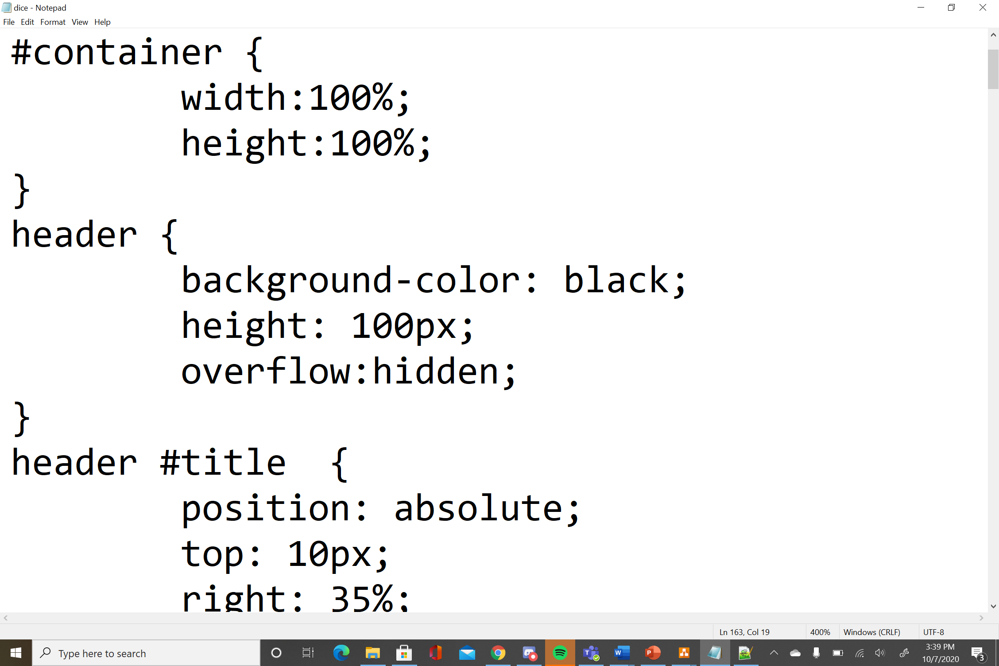 dice - Notepad
File Edit Format View Help
#container {
width:100%;
height:100%;
}
header {
background-color: black;
height: 100px;
overflow:hidden;
}
header #title  {
position: absolute;
top: 10px;
right: 35%;
Ln 163, Col 19 400% Windows (CRLF) UTF-8
Type here to search
3:39 PM
10/7/2020
3